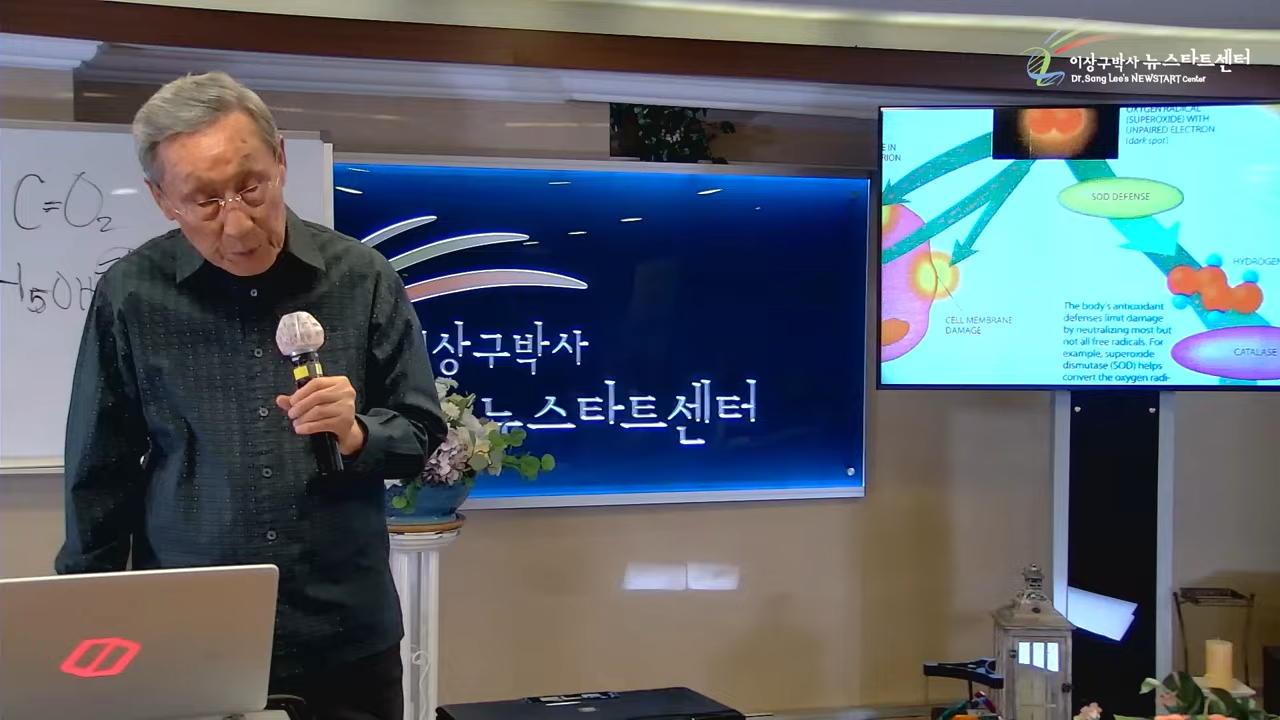 이상구박사 뉴스타트센터
Dr. Sang Lee's NEWSTART Center
C=O₂
5OH
상구박사
뉴스타트센터
OXYGEN RADICAL
(SUPEROXIDE) WITH
UNPAIRED ELECTRON
(dark spot)
E IN
RION
SOD DEFENSE
HYDROGEN
CELL MEMBRANE
DAMAGE
The body's antioxidant
defenses limit damage
by neutralizing most but
not all free radicals. For
example, superoxide
dismutase (SOD) helps
convert the oxygen radi-
CATALASE